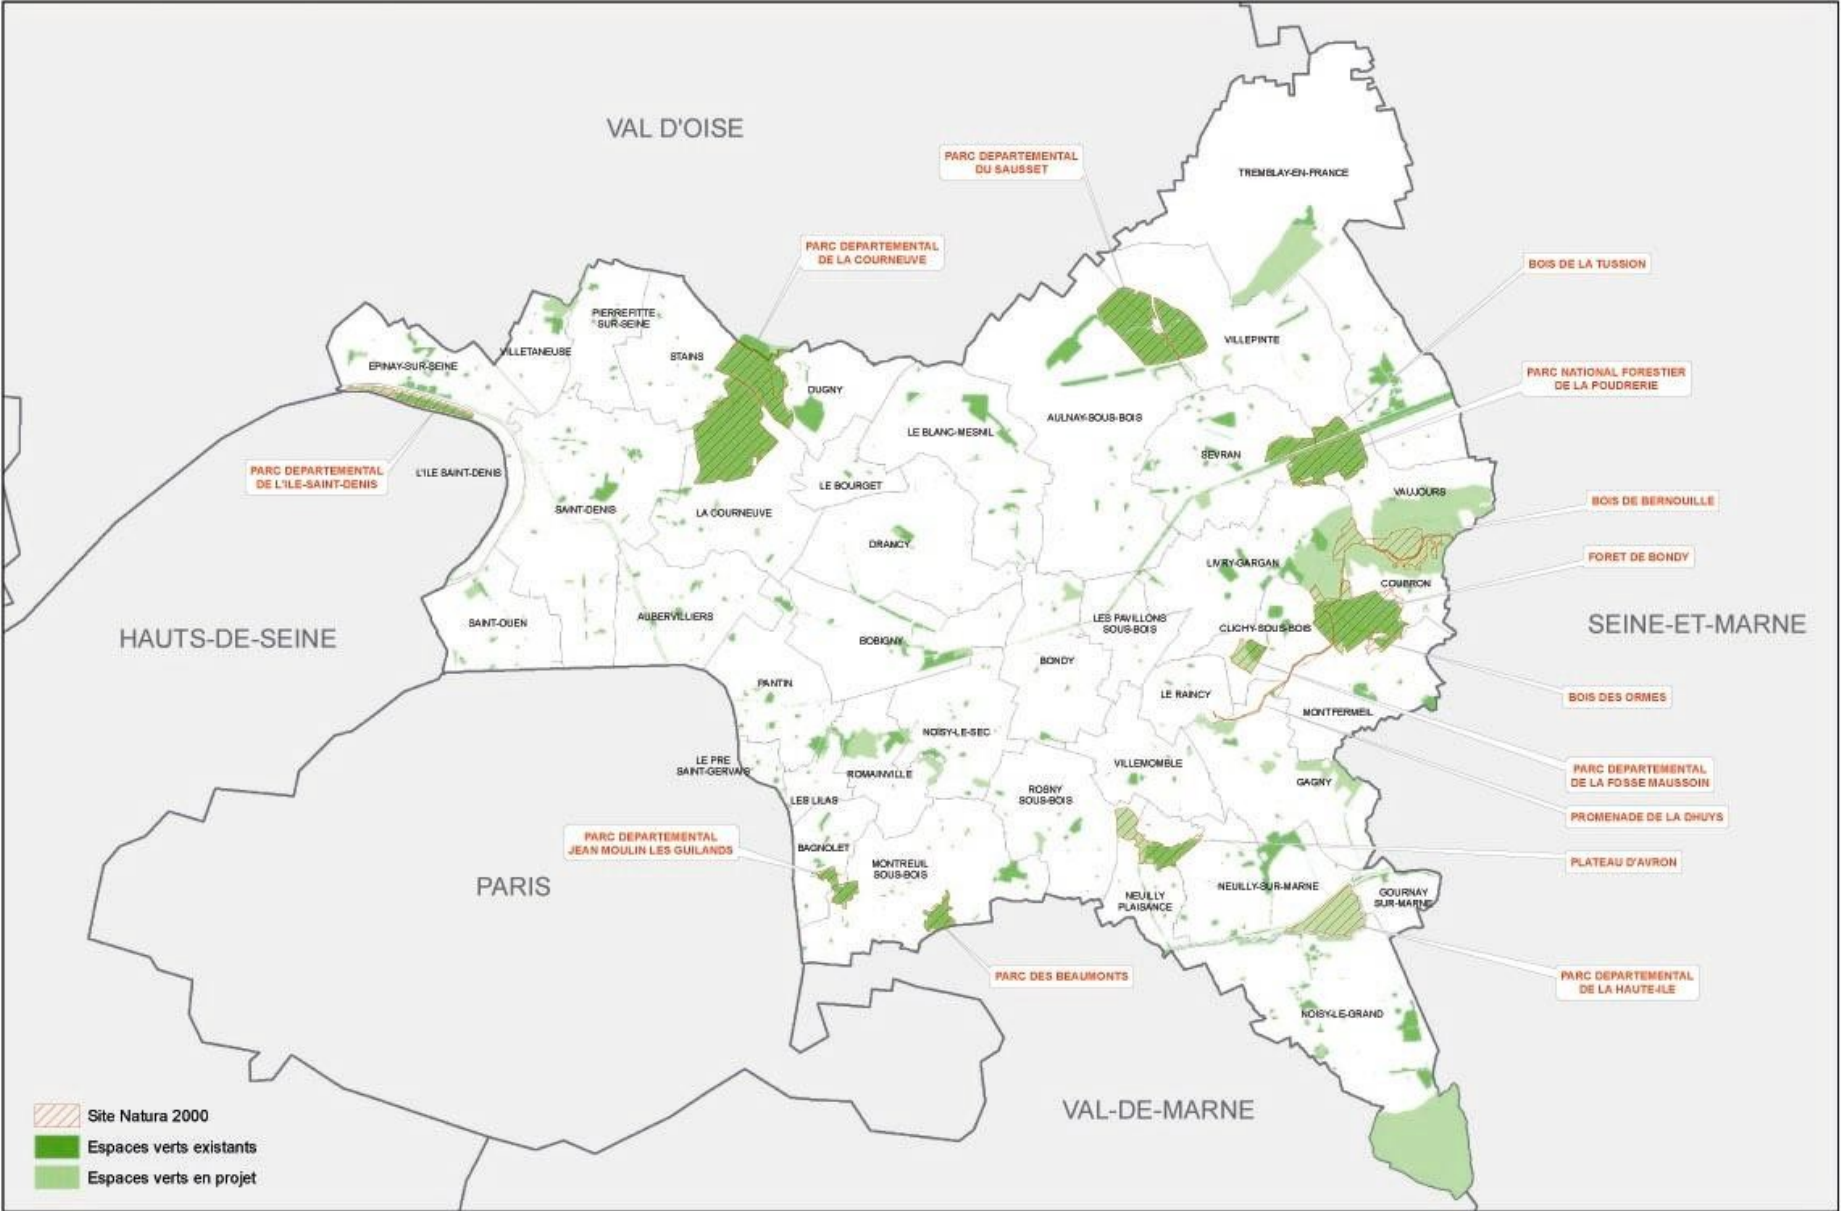 VAL D'OISE
PARC DEPARTEMENTAL
DU SAUSSET
TREMBLAY-EN-FRANCE
PARC DEPARTEMENTAL
DE LA COURNEUVE
BOIS DE LA TUSSION
PIERREFITTE
SUR-SEINE
VILLETANEUSE
STAINS
EPINAY-SUR-SEINE
VILLEPINTE
DUGNY
PARC NATIONAL FORESTIER
DE LA POUDRERIE
AULNAY-SOUS-BOIS
LE BLANC-MESNIL
SEVRAN
PARC DEPARTEMENTAL
DE L'ILE-SAINT-DENIS
L'ILE SAINT-DENIS
LE BOURGET
VAUJOURS
BOIS DE BERNOUILLE
SAINT-DENIS
LA COURNEUVE
DRANCY
FORET DE BONDY
LIVRY-GARGAN
COUBRON
HAUTS-DE-SEINE
SAINT-OUEN
AUBERVILLIERS
BOBIGNY
LES PAVILLONS
SOUS-BOIS
CLICHY-SOUS-BOIS
SEINE-ET-MARNE
BONDY
PANTIN
LE RAINCY
BOIS DES ORMES
MONTFERMEIL
NOISY-LE-SEC
LE PRE
SAINT-GERVAIS
ROMAINVILLE
VILLEMOMBLE
GAGNY
PARC DEPARTEMENTAL
DE LA FOSSE MAUSSOIN
LES LILAS
ROSNY
SOUS-BOIS
PROMENADE DE LA DHUYS
PARC DEPARTEMENTAL
JEAN MOULIN LES GUILANDS
BAGNOLET
MONTREUIL
SOUS-BOIS
PLATEAU D'AVRON
PARIS
NEUILLY
PLAISANCE
NEUILLY-SUR-MARNE
GOURNAY
SUR-MARNE
PARC DES BEAUMONTS
PARC DEPARTEMENTAL
DE LA HAUTE-ILE
NOISY-LE-GRAND
VAL-DE-MARNE
Site Natura 2000
Espaces verts existants
Espaces verts en projet